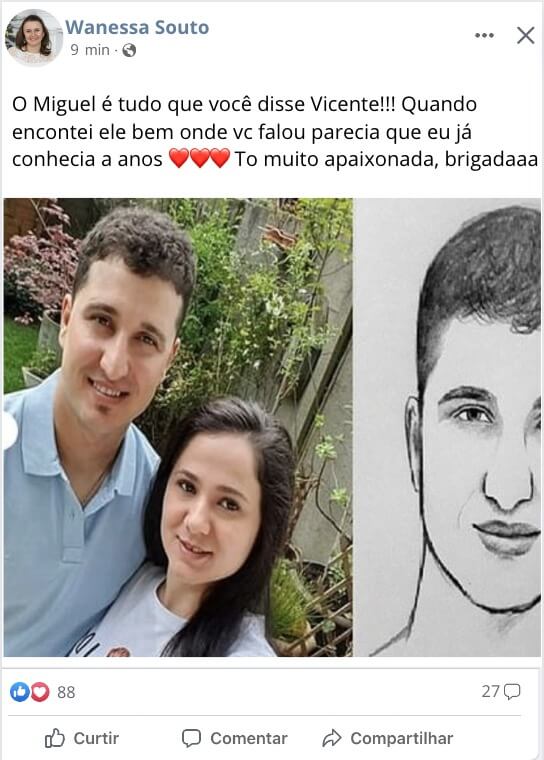 Wanessa Souto
9 min
O Miguel é tudo que você disse Vicente!!! Quando
encontei ele bem onde vc falou parecia que eu já
conhecia a anos ❤️❤️❤️ To muito apaixonada, brigadaaa
88
27
Curtir
Comentar
Compartilhar